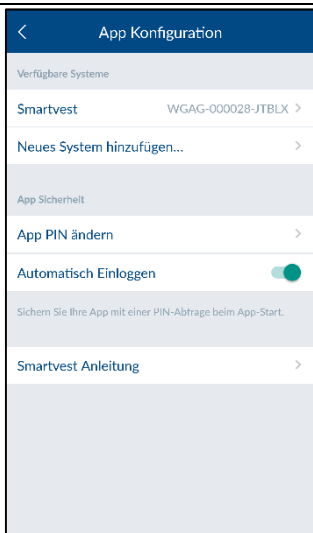 App Konfiguration
Verfügbare Systeme
Smartvest WGAG-000028-JTBLX
Neues System hinzufügen...
App Sicherheit
App PIN ändern
Automatisch Einloggen
Sichern Sie Ihre App mit einer PIN-Abfrage beim App-Start.
Smartvest Anleitung